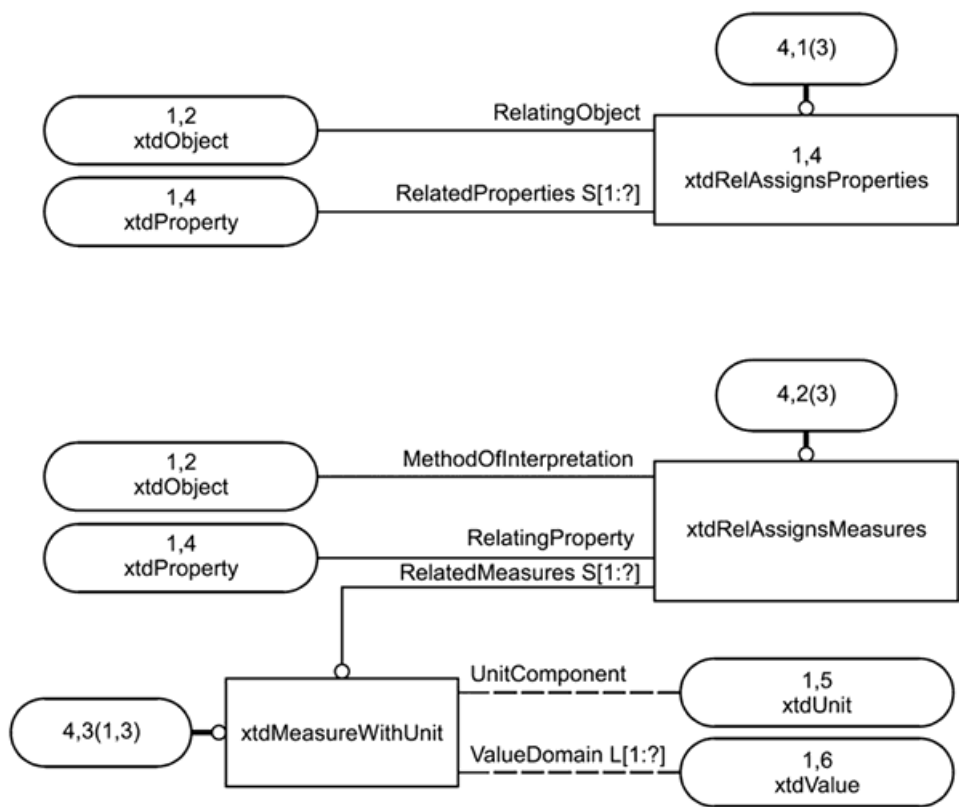 4,1(3)
1,2
xtdObject
RelatingObject
1,4
xtdRelAssignsProperties
1,4
xtdProperty
RelatedProperties S[1:?]
4,2(3)
1,2
xtdObject
MethodOfInterpretation
xtdRelAssignsMeasures
1,4
xtdProperty
RelatingProperty
RelatedMeasures S[1:?]
UnitComponent
1,5
xtdUnit
4,3(1,3)
xtdMeasureWithUnit
ValueDomain L[1:?]
1,6
xtdValue